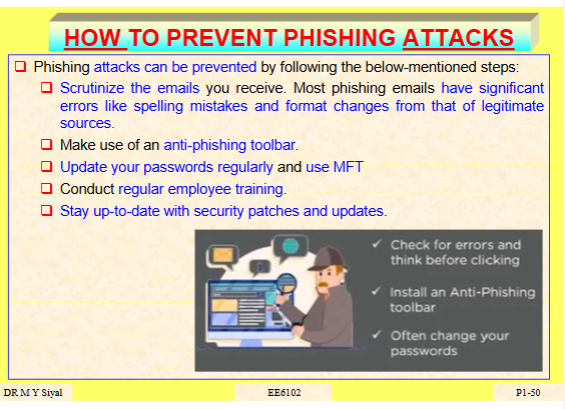 HOW TO PREVENT PHISHING ATTACKS
Phishing attacks can be prevented by following the below-mentioned steps:
Scrutinize the emails you receive. Most phishing emails have significant
errors like spelling mistakes and format changes from that of legitimate
sources.
Make use of an anti-phishing toolbar.
Update your passwords regularly and use MFT
Conduct regular employee training.
Stay up-to-date with security patches and updates.
Check for errors and
think before clicking
Install an Anti-Phishing
toolbar
Often change your
passwords
DR M Y Siyal
EE6102
P1-50